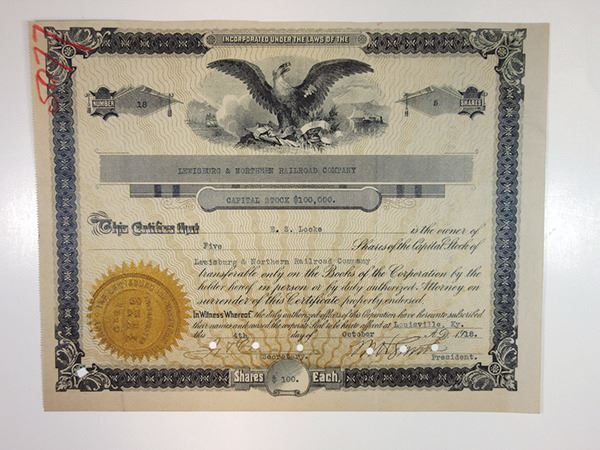 INCORPORATED UNDER THE LAWS OF THE
NUMBER 18
5 SHARES
LEWISBURG & NORTHERN RAILROAD COMPANY
CAPITAL STOCK $100,000.
This Certifies that E. S. Locke is the owner of
Five Shares of the Capital Stock of
Lewisburg & Northern Railroad Company
transferable only on the Books of the Corporation by the
holder hereof in person or by duly authorized Attorney on
surrender of this Certificate properly endorsed.
In Witness Whereof the duly authorized officers of this Corporation have hereunto subscribed
their names and caused the corporate Seal to be hereto affixed at Louisville, Ky.
this 4th day of October A.D. 1918.
Secretary. President.
Shares $ 100. Each.